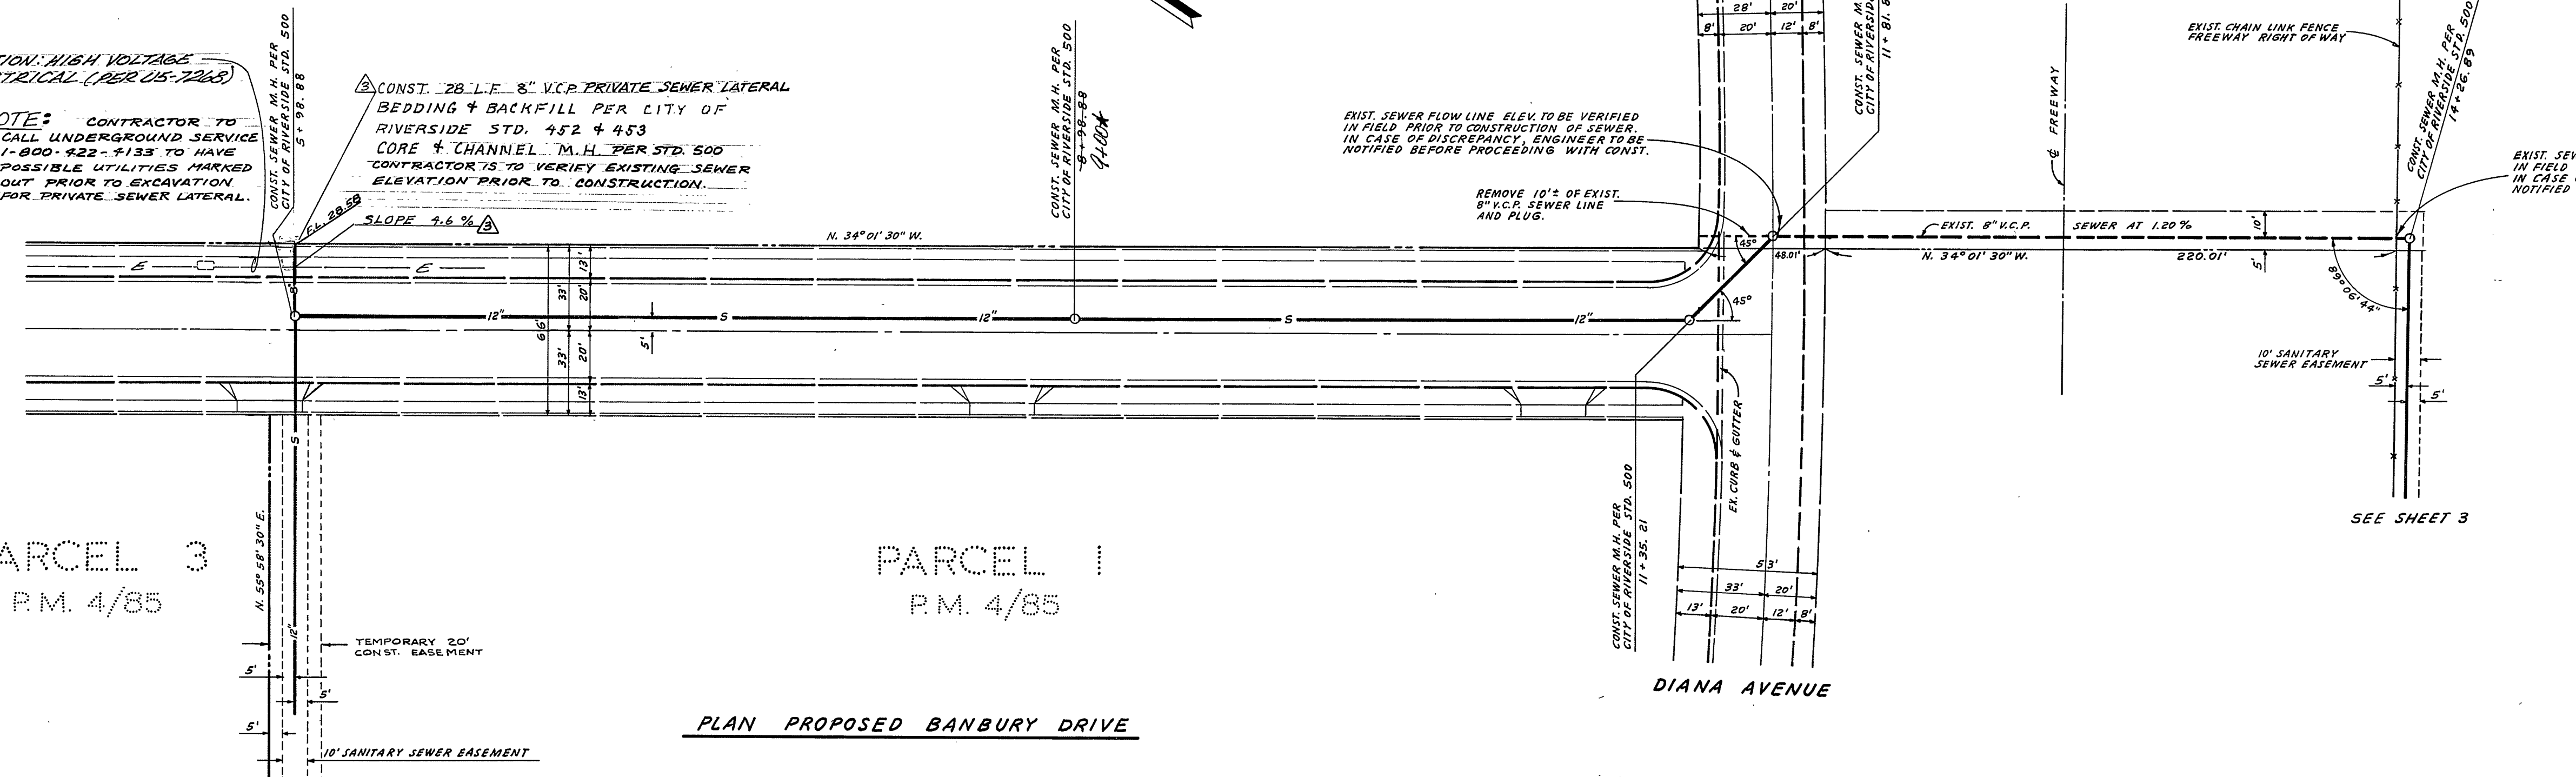 TION: HIGH VOLTAGE
TRICAL (PER US-7268)
OTE: CONTRACTOR TO
CALL UNDERGROUND SERVICE
1-800-422-4133 TO HAVE
POSSIBLE UTILITIES MARKED
OUT PRIOR TO EXCAVATION
FOR PRIVATE SEWER LATERAL.
CONST. SEWER M.H. PER
CITY OF RIVERSIDE STD. 500
5 + 98.88
3 CONST. 28 L.F. 8" V.C.P. PRIVATE SEWER LATERAL
BEDDING & BACKFILL PER CITY OF
RIVERSIDE STD. 452 & 453
CORE & CHANNEL M.H. PER STD. 500
CONTRACTOR IS TO VERIFY EXISTING SEWER
ELEVATION PRIOR TO CONSTRUCTION.
F.L. 28.58
SLOPE 4.6 % 3
CONST. SEWER M.H. PER
CITY OF RIVERSIDE STD. 500
8 + 98.88
9+00
N. 34° 01' 30" W.
EXIST. SEWER FLOW LINE ELEV. TO BE VERIFIED
IN FIELD PRIOR TO CONSTRUCTION OF SEWER.
IN CASE OF DISCREPANCY, ENGINEER TO BE
NOTIFIED BEFORE PROCEEDING WITH CONST.
REMOVE 10'± OF EXIST.
8" V.C.P. SEWER LINE
AND PLUG.
28' 20'
8' 20' 12' 8'
CONST. SEWER M.
CITY OF RIVERSID
11 + 81.8
℄ FREEWAY
EXIST. CHAIN LINK FENCE
FREEWAY RIGHT OF WAY
CONST. SEWER M.H. PER
CITY OF RIVERSIDE STD. 500
14 + 26.89
EXIST. SEW
IN FIELD
IN CASE
NOTIFIED
EXIST. 8" V.C.P. SEWER AT 1.20 %
10'
5'
N. 34° 01' 30" W. 220.01'
48.01'
45°
45°
89° 06' 44"
E E
8"
12" S 12" S 12"
66'
33'
33'
13'
20'
20'
13'
5'
10' SANITARY
SEWER EASEMENT
5'
5'
SEE SHEET 3
EX. CURB & GUTTER
CONST. SEWER M.H. PER
CITY OF RIVERSIDE STD. 500
11 + 35.21
53'
33' 20'
13' 20' 12' 8'
DIANA AVENUE
ARCEL 3
P.M. 4/85
N. 55° 58' 30" E.
S
12"
TEMPORARY 20'
CONST. EASEMENT
5'
5'
5'
10' SANITARY SEWER EASEMENT
PARCEL 1
P.M. 4/85
PLAN PROPOSED BANBURY DRIVE